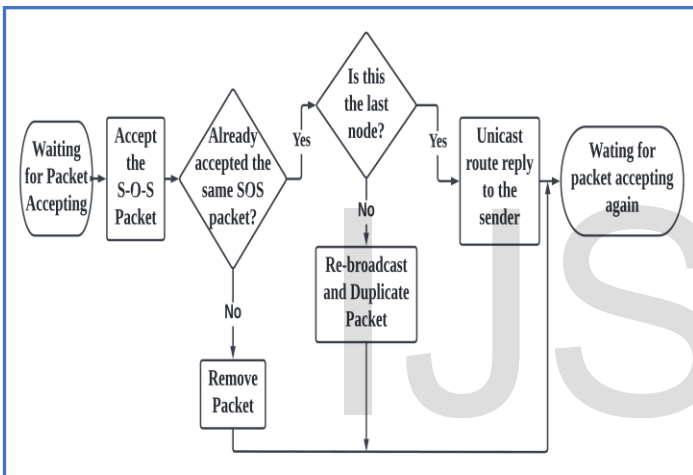 Waiting
for Packet
Accepting
Accept
the
S-O-S
Packet
Already
accepted the
same SOS
packet?
Yes
Is this
the last
node?
Yes
Unicast
route reply
to the
sender
Wating for
packet accepting
again
No
Re-broadcast
and Duplicate
Packet
No
Remove
Packet
IJS